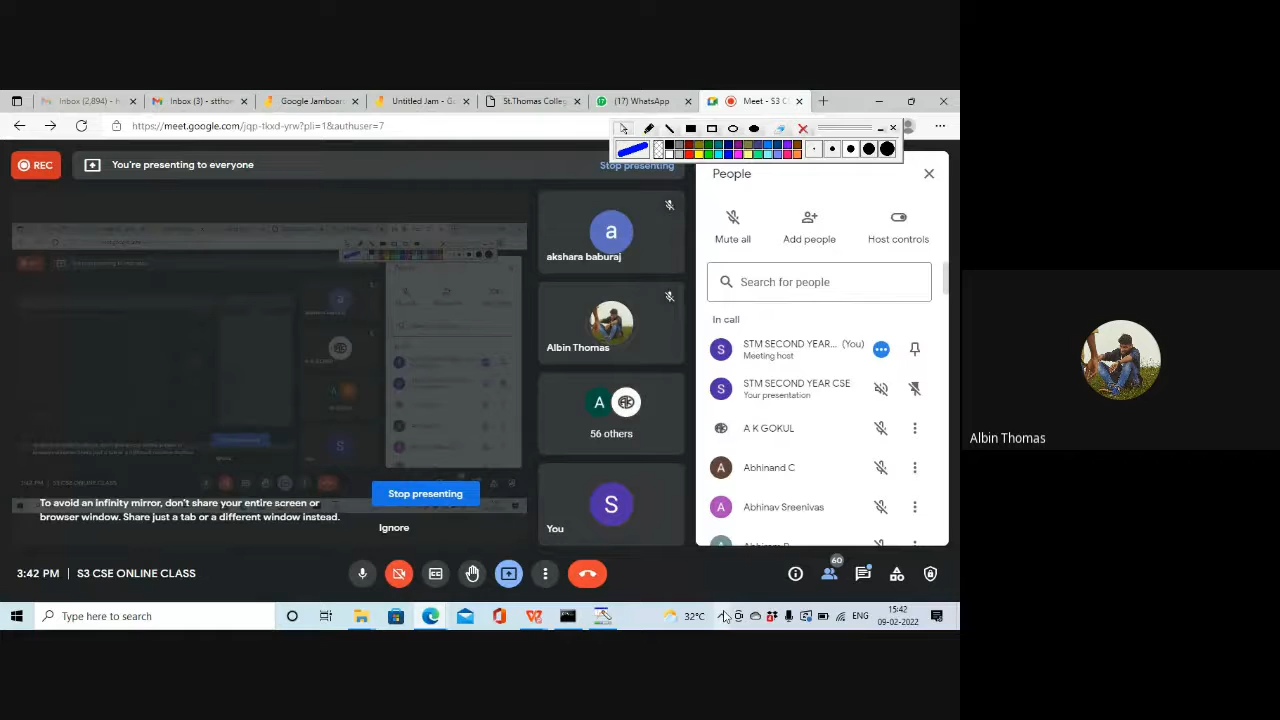 Inbox (2,894) - h
Inbox (3) - stthor
Google Jamboar
Untitled Jam - Go
St.Thomas Colleg
(17) WhatsApp
Meet - S3 C
https://meet.google.com/jqp-tkxd-yrw?pli=1&authuser=7
REC
You're presenting to everyone
Stop presenting
People
Mute all
Add people
Host controls
Search for people
In call
STM SECOND YEAR... (You)
Meeting host
STM SECOND YEAR CSE
Your presentation
A K GOKUL
A
Abhinand C
A
Abhinav Sreenivas
a
akshara baburaj
Albin Thomas
A
56 others
S
You
To avoid an infinity mirror, don't share your entire screen or
browser window. Share just a tab or a different window instead.
Stop presenting
Ignore
3:42 PM | S3 CSE ONLINE CLASS
60
Type here to search
32°C
ENG
15:42
09-02-2022
Albin Thomas